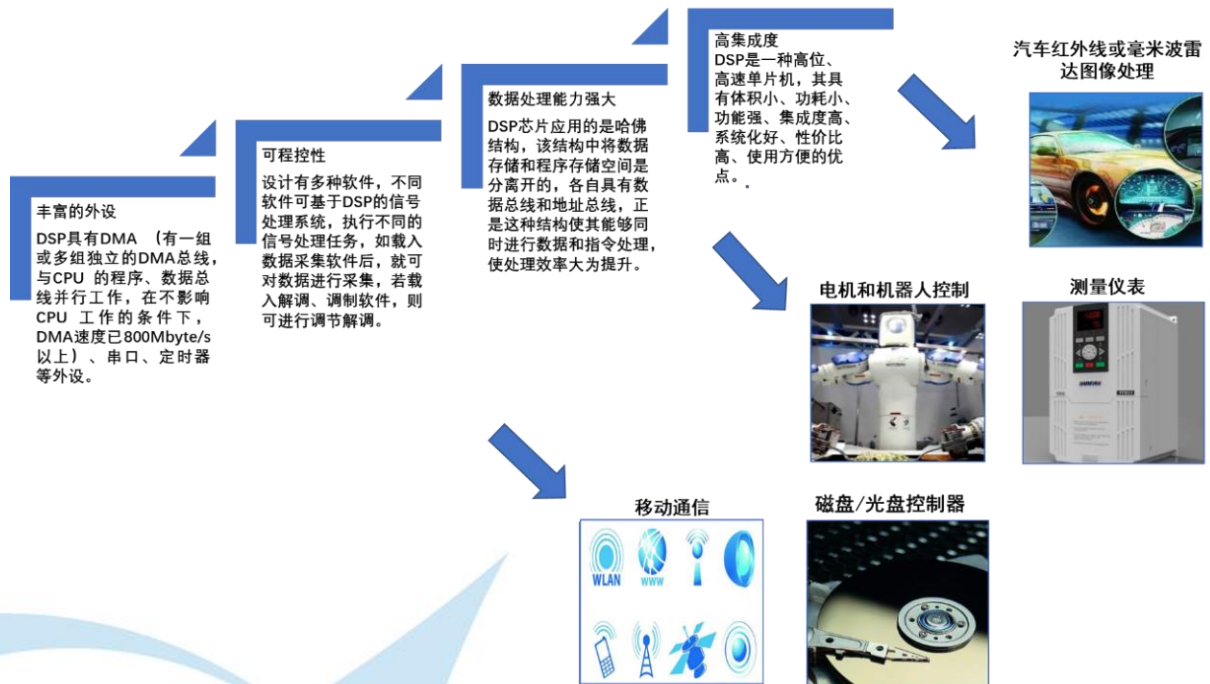 丰富的外设
DSP具有DMA （有一组
或多组独立的DMA总线，
与CPU 的程序、数据总
线并行工作，在不影响
CPU 工作的条件下，
DMA速度已800Mbyte/s
以上）、串口、定时器
等外设。
可程控性
设计有多种软件，不同
软件可基于DSP的信号
处理系统，执行不同的
信号处理任务，如载入
数据采集软件后，就可
对数据进行采集，若载
入解调、调制软件，则
可进行调节解调。
数据处理能力强大
DSP芯片应用的是哈佛
结构，该结构中将数据
存储和程序存储空间是
分离开的，各自具有数
据总线和地址总线，正
是这种结构使其能够同
时进行数据和指令处理，
使处理效率大为提升。
高集成度
DSP是一种高位、
高速单片机，其具
有体积小、功耗小、
功能强、集成度高、
系统化好、性价比
高、使用方便的优
点。.
汽车红外线或毫米波雷
达图像处理
电机和机器人控制
测量仪表
移动通信
WLAN
WWW
磁盘/光盘控制器